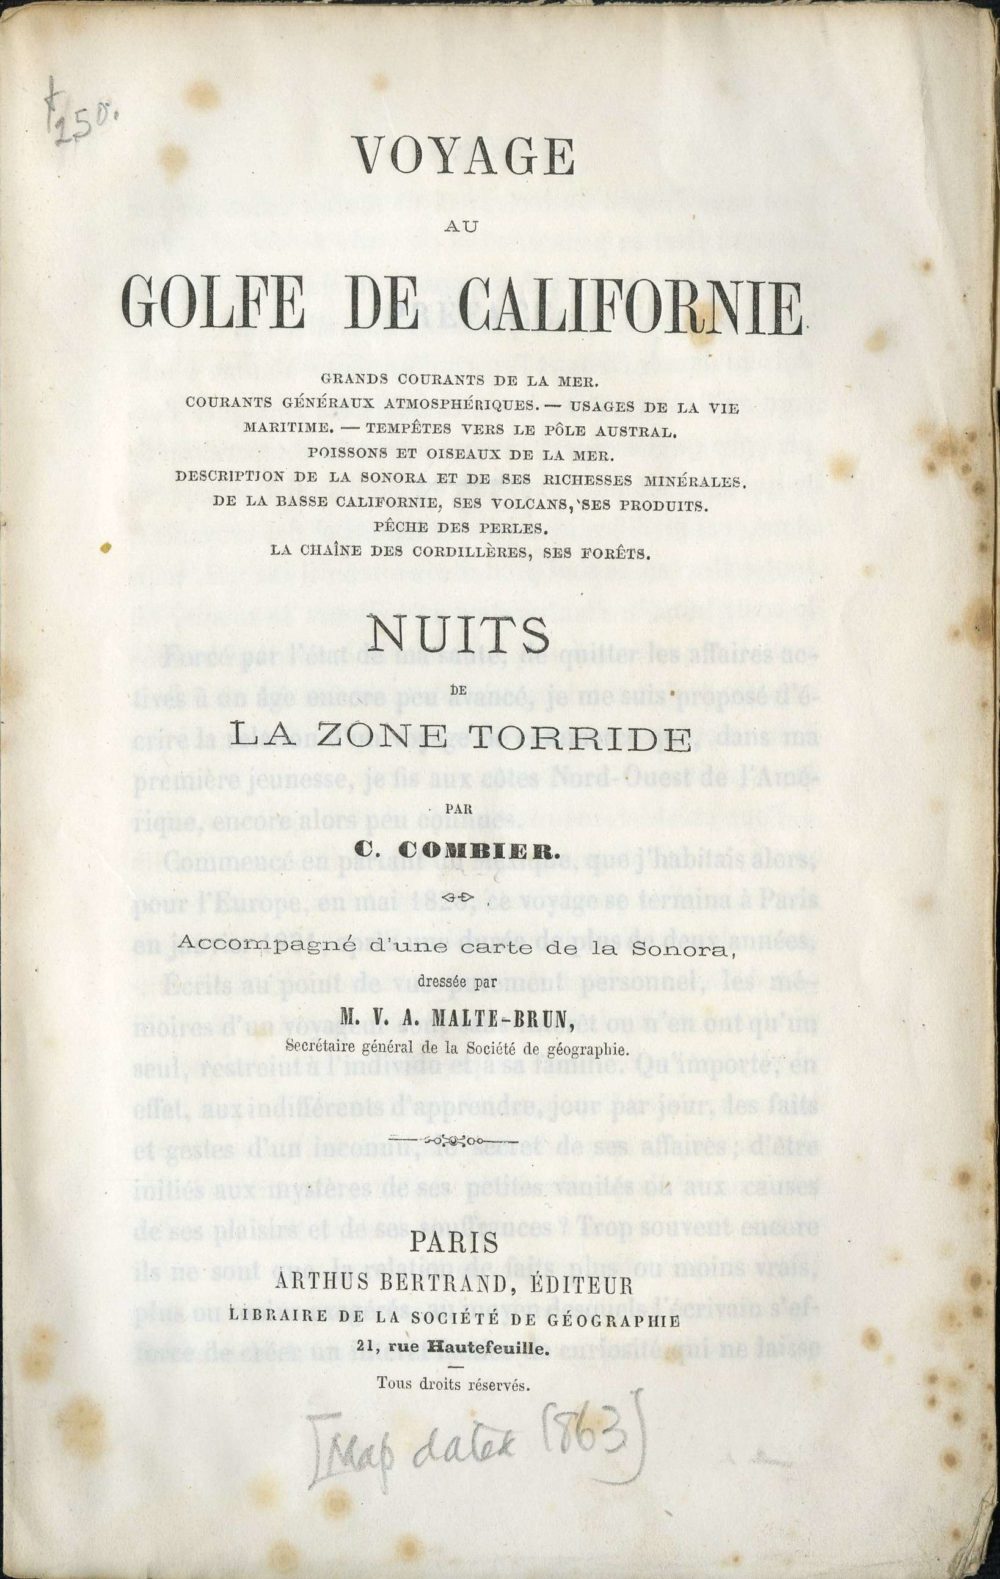 £250.
VOYAGE
AU
GOLFE DE CALIFORNIE
GRANDS COURANTS DE LA MER.
COURANTS GÉNÉRAUX ATMOSPHÉRIQUES. — USAGES DE LA VIE
MARITIME. — TEMPÊTES VERS LE PÔLE AUSTRAL.
POISSONS ET OISEAUX DE LA MER.
DESCRIPTION DE LA SONORA ET DE SES RICHESSES MINÉRALES.
DE LA BASSE CALIFORNIE, SES VOLCANS, SES PRODUITS.
PÊCHE DES PERLES.
LA CHAÎNE DES CORDILLÈRES, SES FORÊTS.
NUITS
DE
LA ZONE TORRIDE
PAR
C. COMBIER.
Accompagné d'une carte de la Sonora,
dressée par
M. V. A. MALTE-BRUN,
Secrétaire général de la Société de géographie.
PARIS
ARTHUS BERTRAND, ÉDITEUR
LIBRAIRE DE LA SOCIÉTÉ DE GÉOGRAPHIE
21, rue Hautefeuille.
Tous droits réservés.
[Map dated 1863]